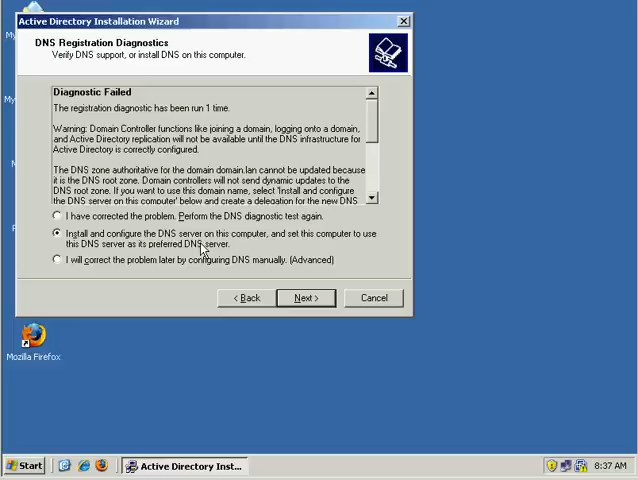 Active Directory Installation Wizard
DNS Registration Diagnostics
Verify DNS support, or install DNS on this computer.
Diagnostic Failed
The registration diagnostic has been run 1 time.
Warning: Domain Controller functions like joining a domain, logging onto a domain,
and Active Directory replication will not be available until the DNS infrastructure for
Active Directory is correctly configured.
The DNS zone authoritative for the domain domain.lan cannot be updated because
it is the DNS root zone. Domain controllers will not send dynamic updates to the
DNS root zone. If you want to use this domain name, select 'Install and configure
the DNS server on this computer' below and create a delegation for the new DNS
I have corrected the problem. Perform the DNS diagnostic test again.
Install and configure the DNS server on this computer, and set this computer to use
this DNS server as its preferred DNS server.
I will correct the problem later by configuring DNS manually. (Advanced)
< Back
Next >
Cancel
Mozilla Firefox
Start
Active Directory Inst...
8:37 AM